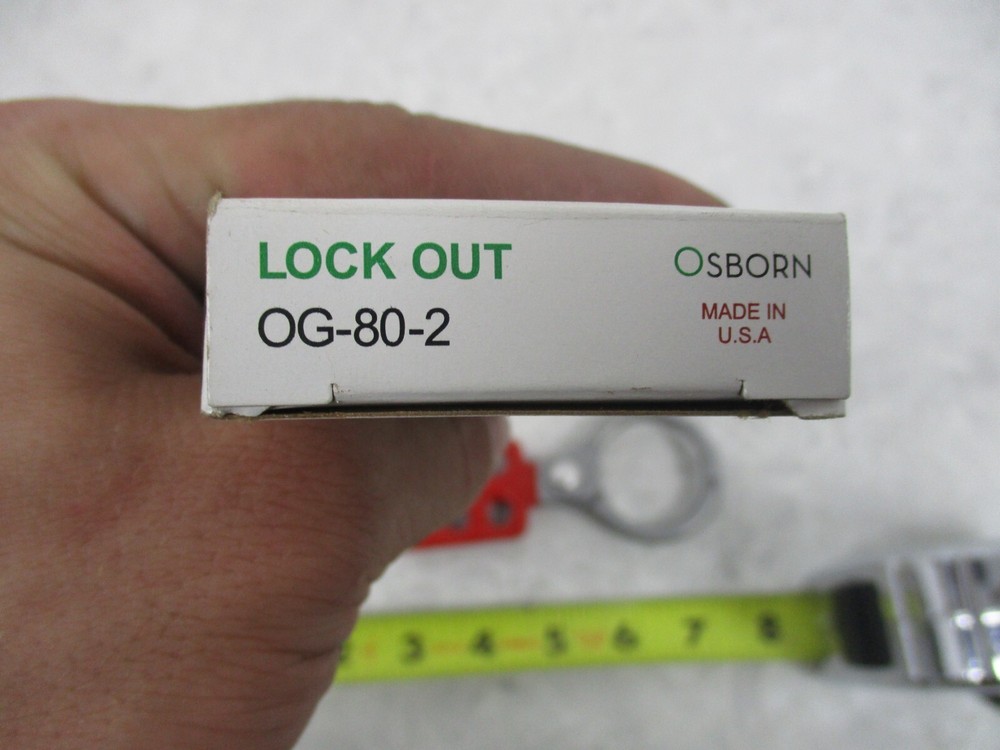 LOCK OUT
OG-80-2
OSBORN
MADE IN
U.S.A
3 4 5 6 7 8